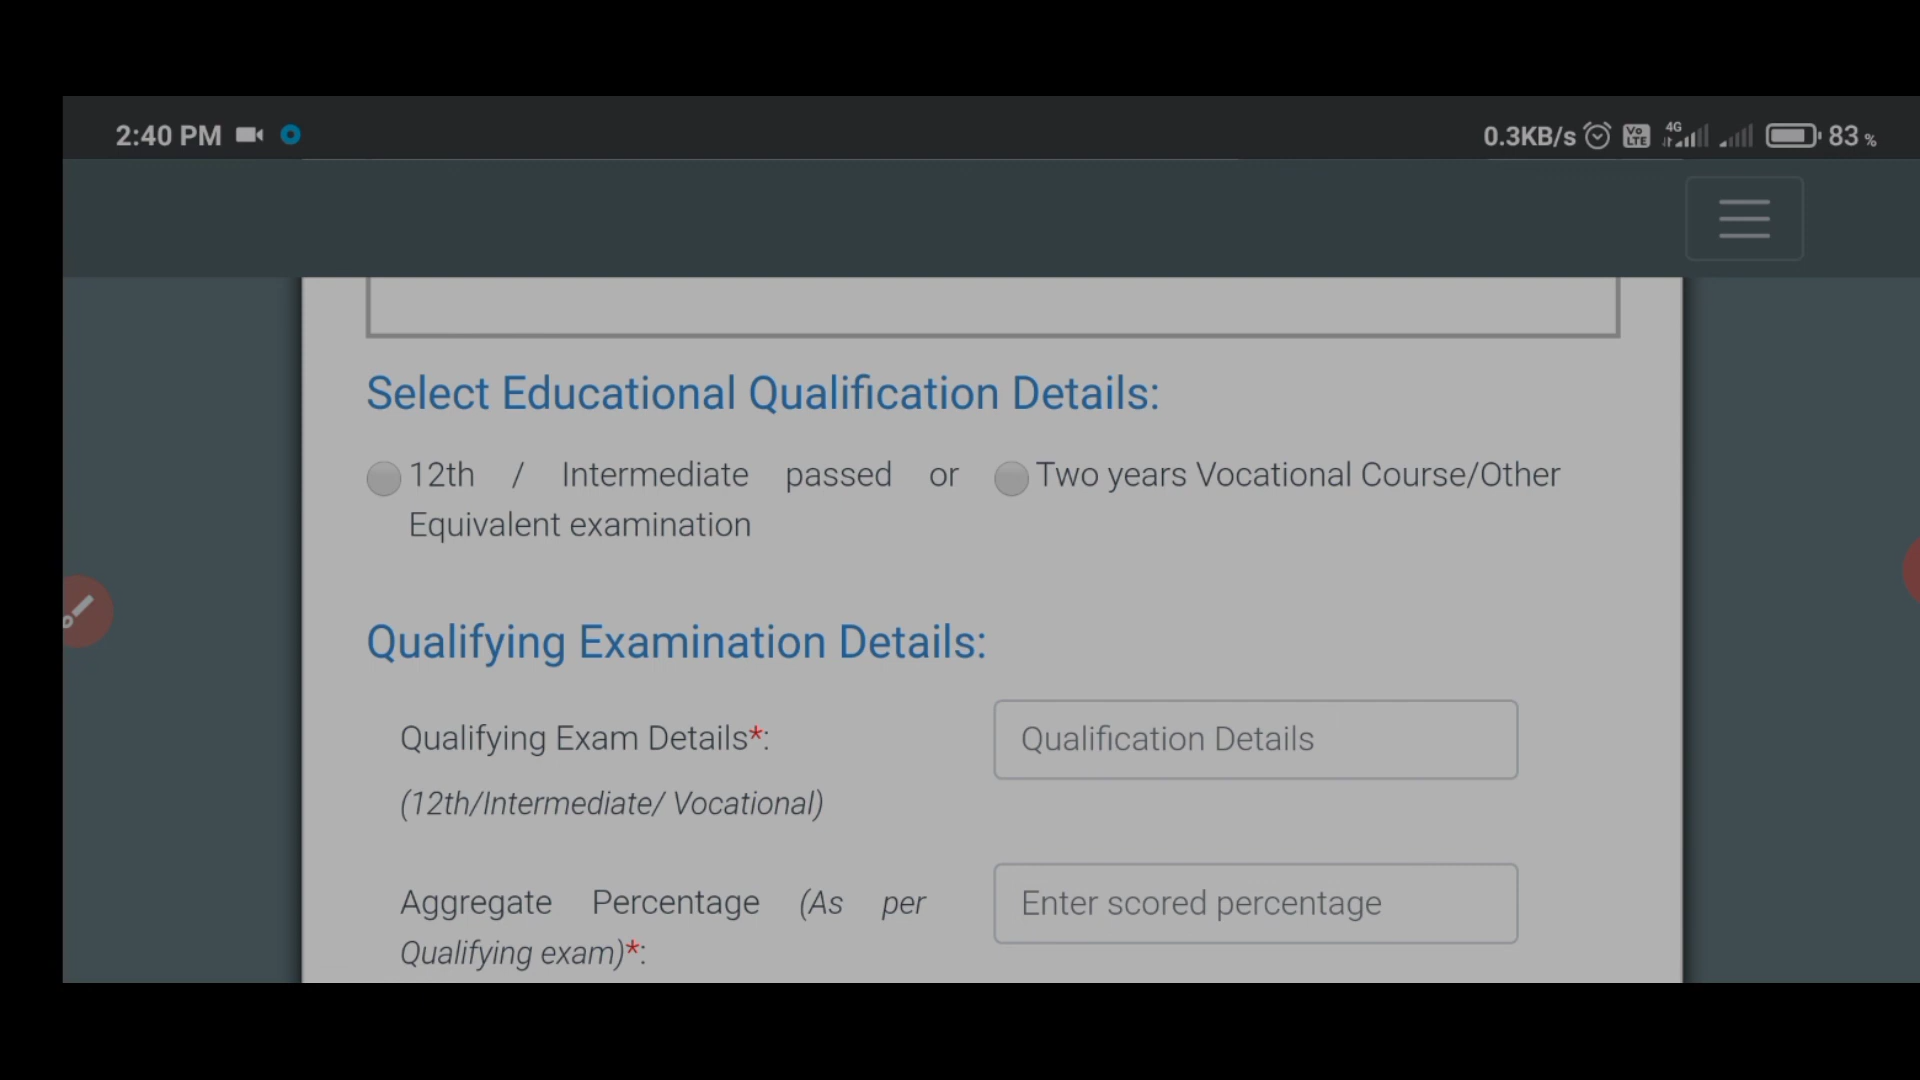 2:40 PM
0.3KB/s Vo LTE 4G 83 %
Select Educational Qualification Details:
12th / Intermediate passed or Two years Vocational Course/Other
Equivalent examination
Qualifying Examination Details:
Qualifying Exam Details*: Qualification Details
(12th/Intermediate/ Vocational)
Aggregate Percentage (As per Enter scored percentage
Qualifying exam)*: